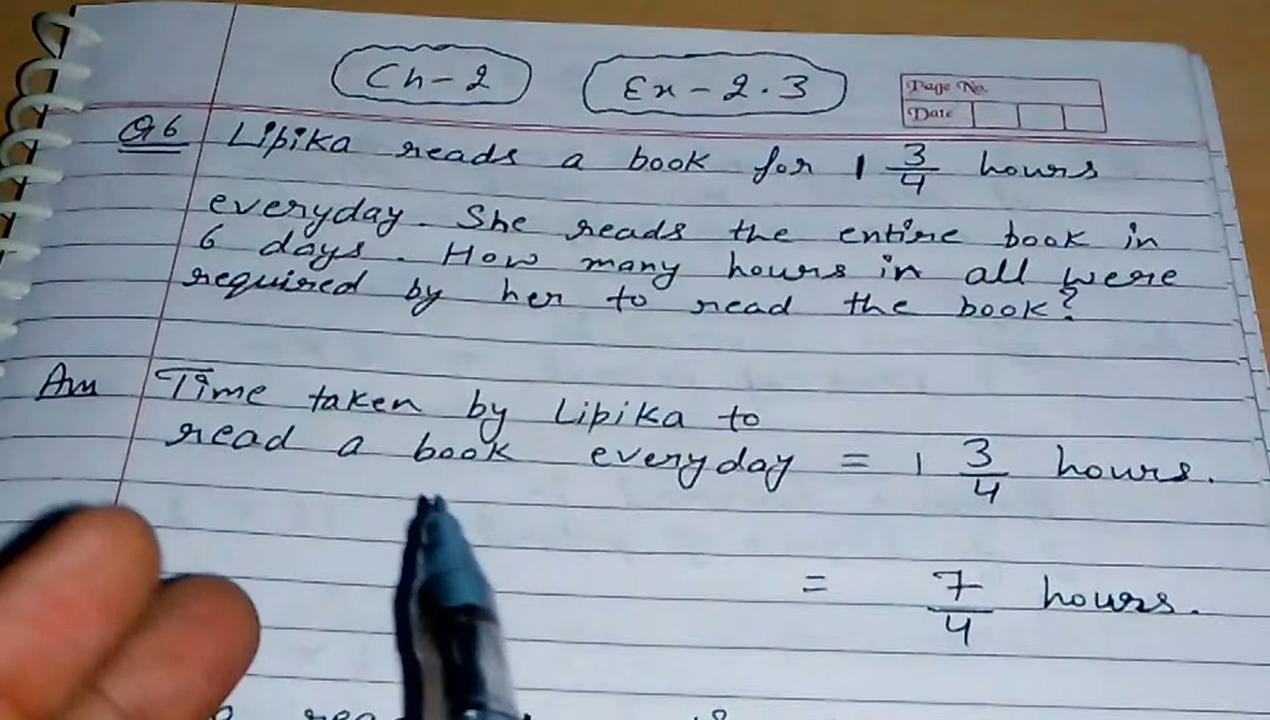 Ch-2 Ex-2.3
Page No.
Date
Q6 Lipika reads a book for 1 3/4 hours
everyday. She reads the entire book in
6 days. How many hours in all were
required by her to read the book?
Ans Time taken by Lipika to
read a book everyday = 1 3/4 hours.
= 7/4 hours.